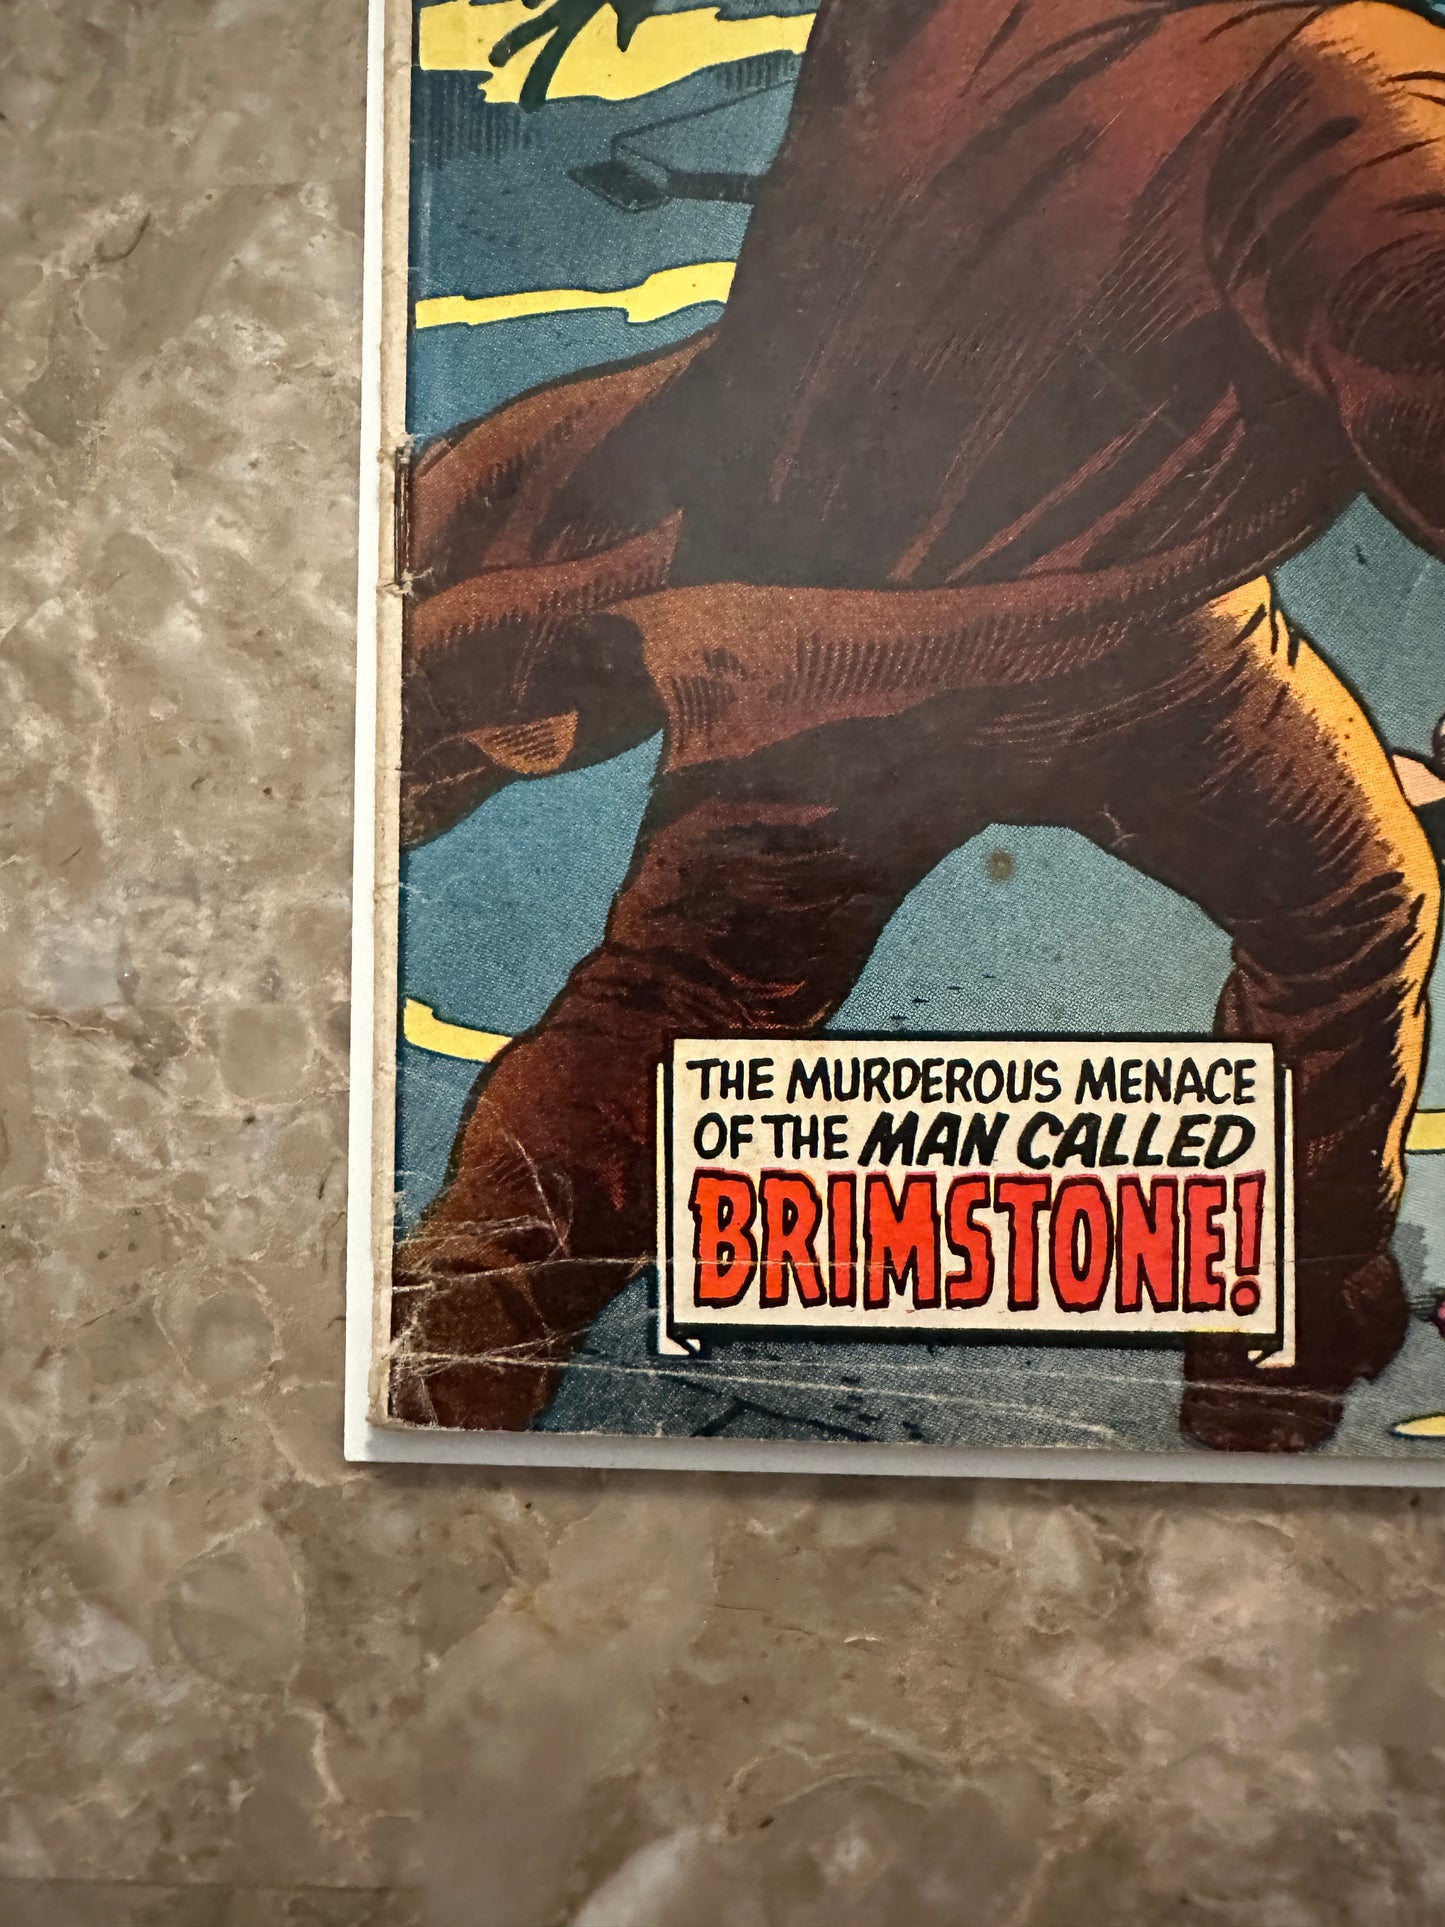 THE MURDEROUS MENACE
OF THE MAN CALLED
BRIMSTONE!